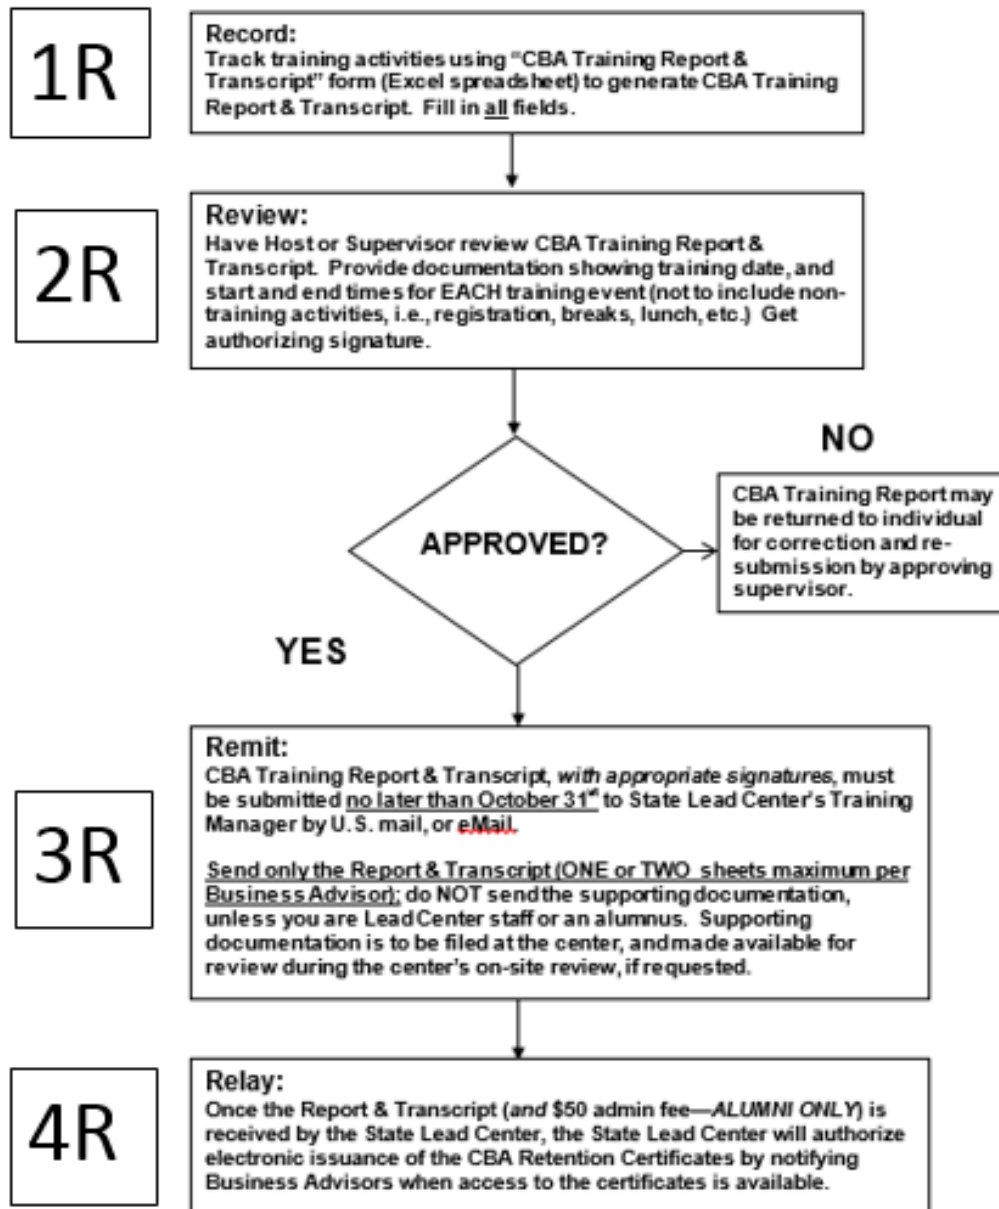 1R
Record:
Track training activities using “CBA Training Report &
Transcript” form (Excel spreadsheet) to generate CBA Training
Report & Transcript. Fill in all fields.
2R
Review:
Have Host or Supervisor review CBA Training Report &
Transcript. Provide documentation showing training date, and
start and end times for EACH training event (not to include non-
training activities, i.e., registration, breaks, lunch, etc.) Get
authorizing signature.
APPROVED?
NO
CBA Training Report may
be returned to individual
for correction and re-
submission by approving
supervisor.
YES
3R
Remit:
CBA Training Report & Transcript, with appropriate signatures, must
be submitted no later than October 31st to State Lead Center’s Training
Manager by U.S. mail, or eMail.
Send only the Report & Transcript (ONE or TWO sheets maximum per
Business Advisor); do NOT send the supporting documentation,
unless you are Lead Center staff or an alumnus. Supporting
documentation is to be filed at the center, and made available for
review during the center’s on-site review, if requested.
4R
Relay:
Once the Report & Transcript (and $50 admin fee—ALUMNI ONLY) is
received by the State Lead Center, the State Lead Center will authorize
electronic issuance of the CBA Retention Certificates by notifying
Business Advisors when access to the certificates is available.